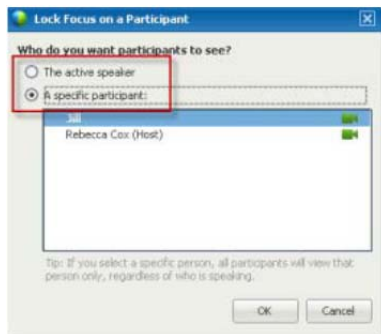 Lock Focus on a Participant
Who do you want participants to see?
The active speaker
A specific participant:
Jill
Rebecca Cox (Host)
Tip: If you select a specific person, all participants will view that
person only, regardless of who is speaking.
OK Cancel